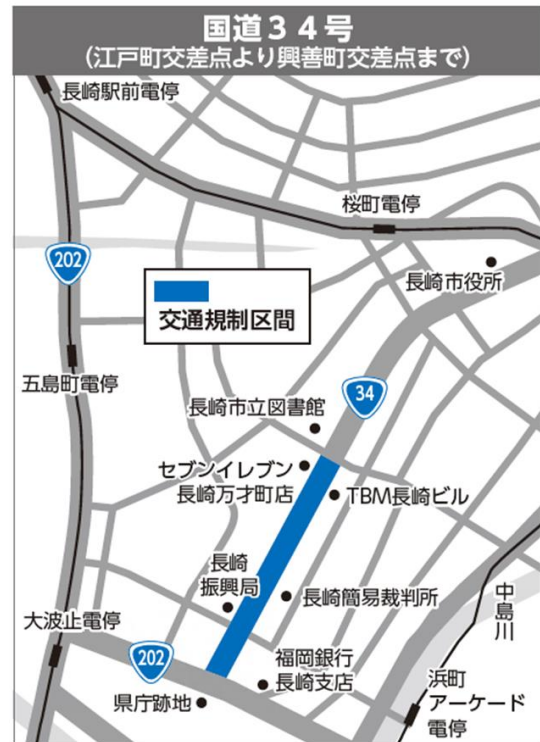 国道３４号
(江戸町交差点より興善町交差点まで)
長崎駅前電停
桜町電停
202
長崎市役所
交通規制区間
五島町電停
34
長崎市立図書館
セブンイレブン
長崎万才町店
TBM長崎ビル
長崎
振興局
長崎簡易裁判所
中島川
大波止電停
202
福岡銀行
長崎支店
県庁跡地
浜町
アーケード
電停